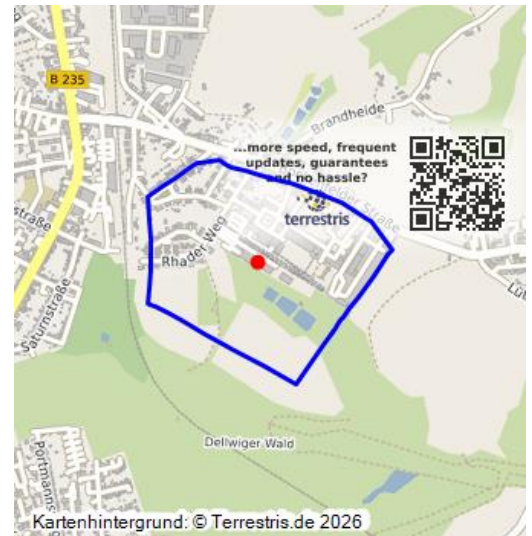 B 235
Brandheide
...more speed, frequent
updates, guarantees
and no hassle?
terrestris
Rhader Weg
Saturnstraße
Dellwiger Wald
Kartenhintergrund: © Terrestris.de 2026